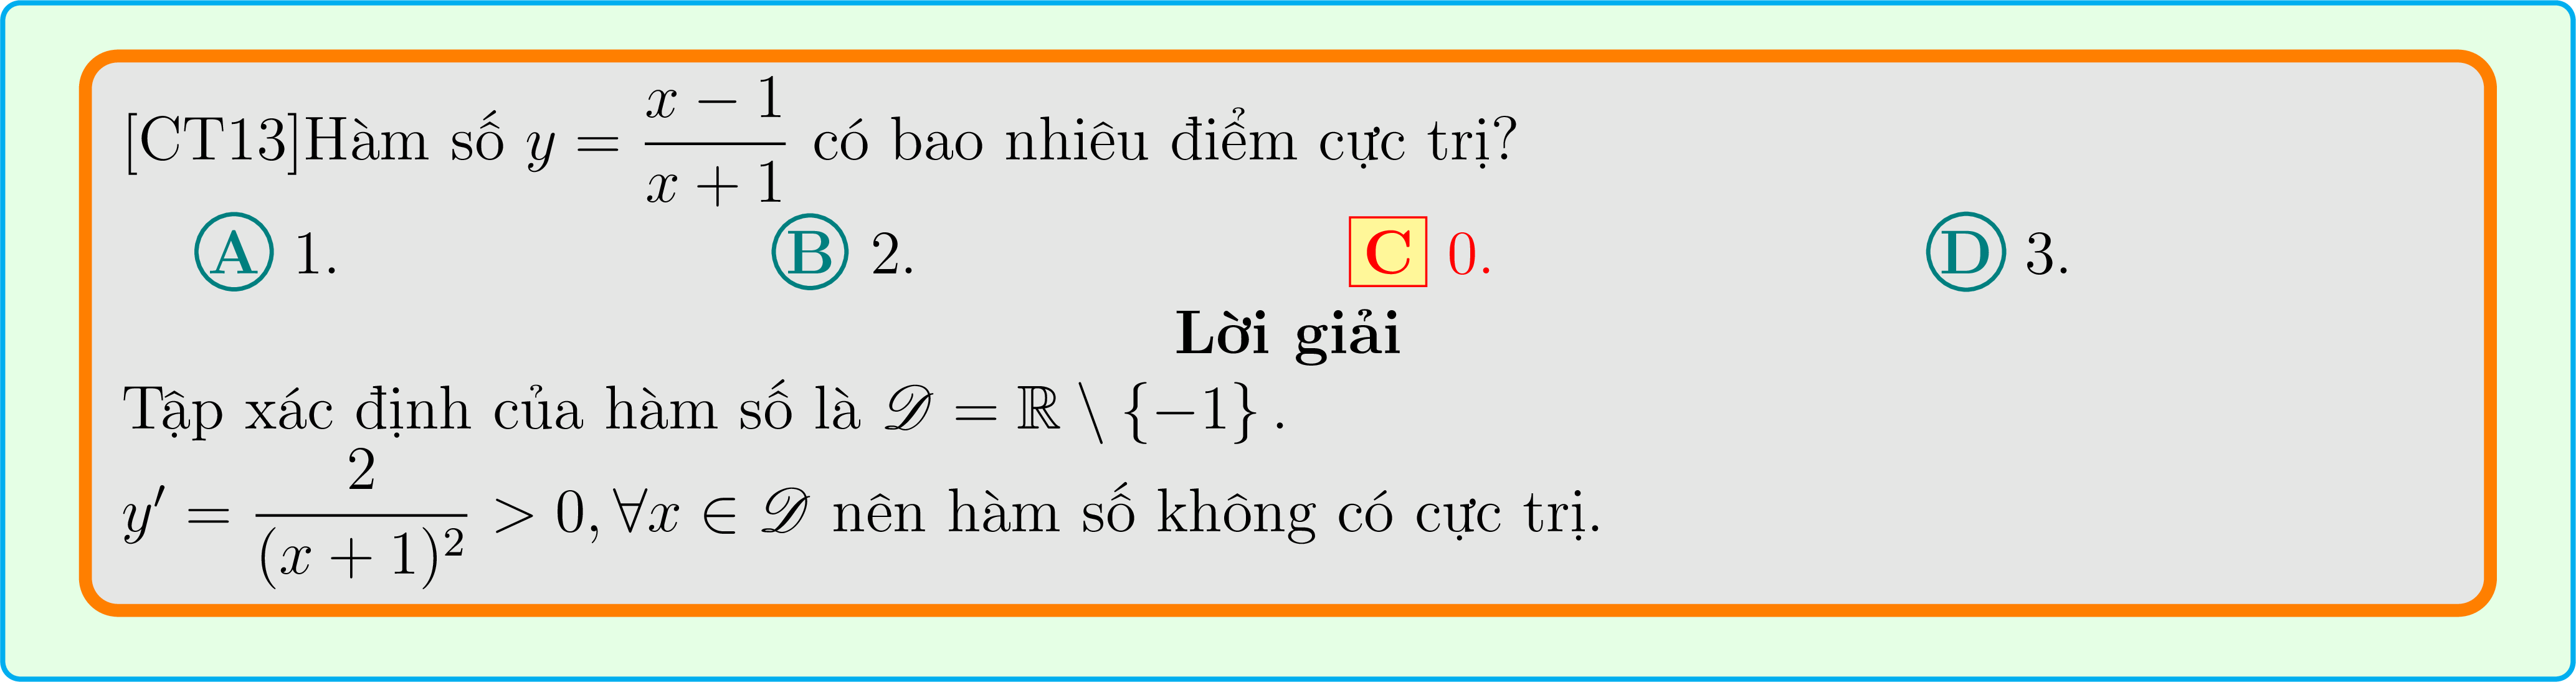 [CT13]Hàm số $y = \dfrac{x-1}{x+1}$ có bao nhiêu điểm cực trị?
A 1. B 2. C 0. D 3.
Lời giải
Tập xác định của hàm số là $\mathscr{D} = \mathbb{R} \setminus \{-1\}$.
$y' = \dfrac{2}{(x+1)^2} > 0, \forall x \in \mathscr{D}$ nên hàm số không có cực trị.